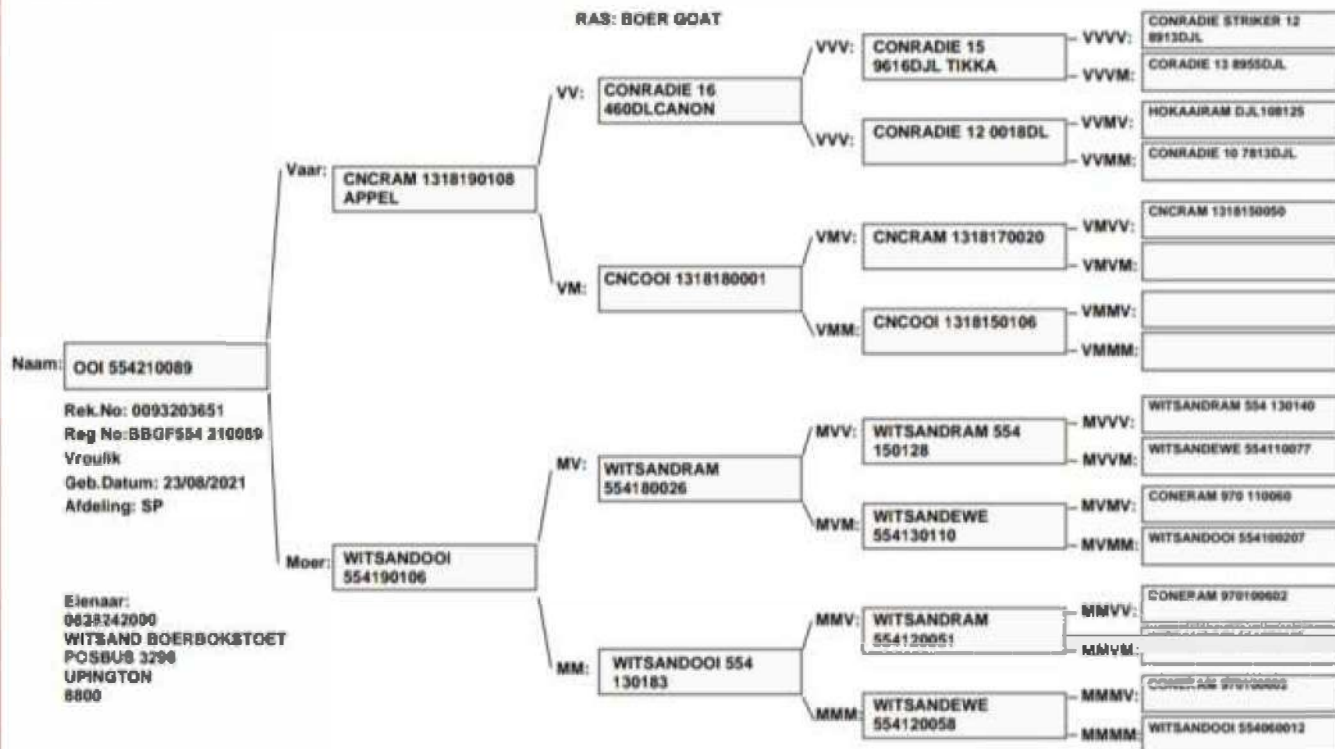 RAS: BOER GOAT
Naam: OOI 554210089
Rek.No: 0093203651
Reg No:BBGF554 210089
Vroulik
Geb.Datum: 23/08/2021
Afdeling: SP
Eienaar:
WITSAND BOERBOKSTOET
POSBUS 3296
UPINGTON
8800
Vaar: CNCRAM 1318190108
APPEL
Moer: WITSANDOOI
554190106
VV: CONRADIE 16
460DLCANON
VM: CNCOOI 1318180001
MV: WITSANDRAM
554180026
MM: WITSANDOOI 554
130183
VVV: CONRADIE 15
9616DJL TIKKA
VVV: CONRADIE 12 0018DL
VMV: CNCRAM 1318170020
VMM: CNCOOI 1318150106
MVV: WITSANDRAM 554
150128
MVM: WITSANDEWE
554130110
MMV: WITSANDRAM
554120051
MMM: WITSANDEWE
554120058
VVVV: CONRADIE STRIKER 12
8913DJL
VVVM: CORADIE 13 8955DJL
VVMV: HOKAAIRAM DJL108125
VVMM: CONRADIE 10 7813DJL
VMVV: CNCRAM 1318150050
VMVM:
VMMV:
VMMM:
MVVV: WITSANDRAM 554 130140
MVVM: WITSANDEWE 554110077
MVMV: CONERAM 970 110060
MVMM: WITSANDOOI 554100207
MMVV: CONERAM 970100602
MMVM:
MMMV: CONERAM
MMMM: WITSANDOOI 554060012